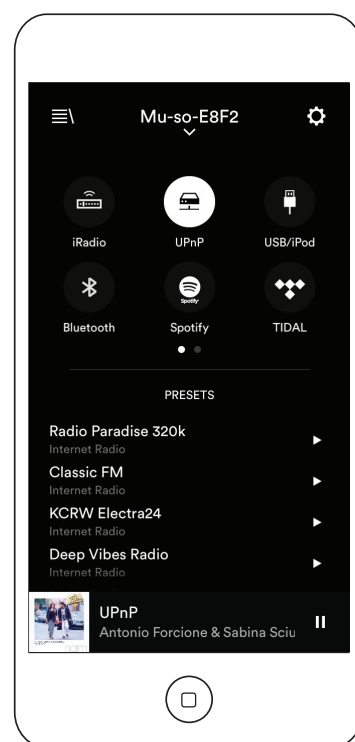 Mu-so-E8F2
iRadio
UPnP
USB/iPod
Bluetooth
Spotify
Spotify
TIDAL
PRESETS
Radio Paradise 320k
Internet Radio
Classic FM
Internet Radio
KCRW Electra24
Internet Radio
Deep Vibes Radio
Internet Radio
UPnP
Antonio Forcione & Sabina Sciu